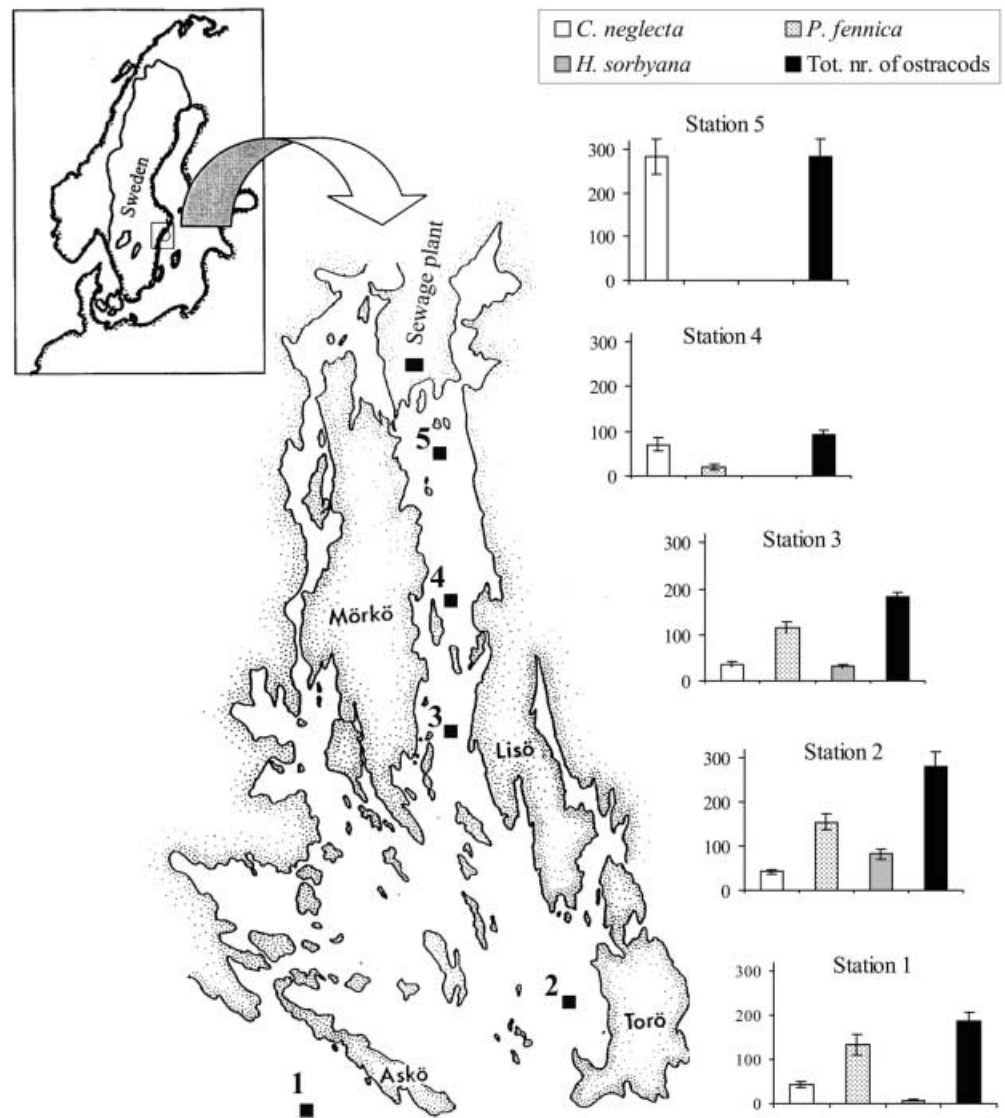 C. neglecta
P. fennica
H. sorbyana
Tot. nr. of ostracods
Sweden
Sewage plant
Station 5
300
200
100
0
Station 4
300
200
100
0
Station 3
300
200
100
0
Station 2
300
200
100
0
Station 1
300
200
100
0
5
4
Mörkö
3
Lisö
2
Torö
Askö
1